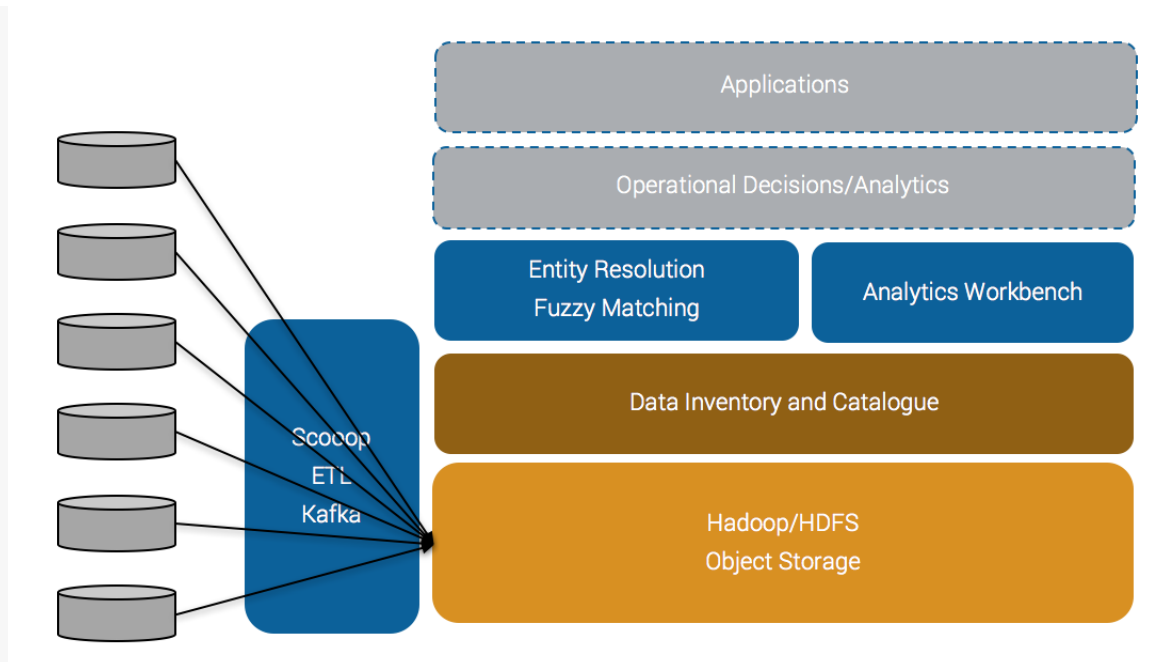 Applications
Operational Decisions/Analytics
Entity Resolution
Fuzzy Matching
Analytics Workbench
Data Inventory and Catalogue
Scooop
ETL
Kafka
Hadoop/HDFS
Object Storage